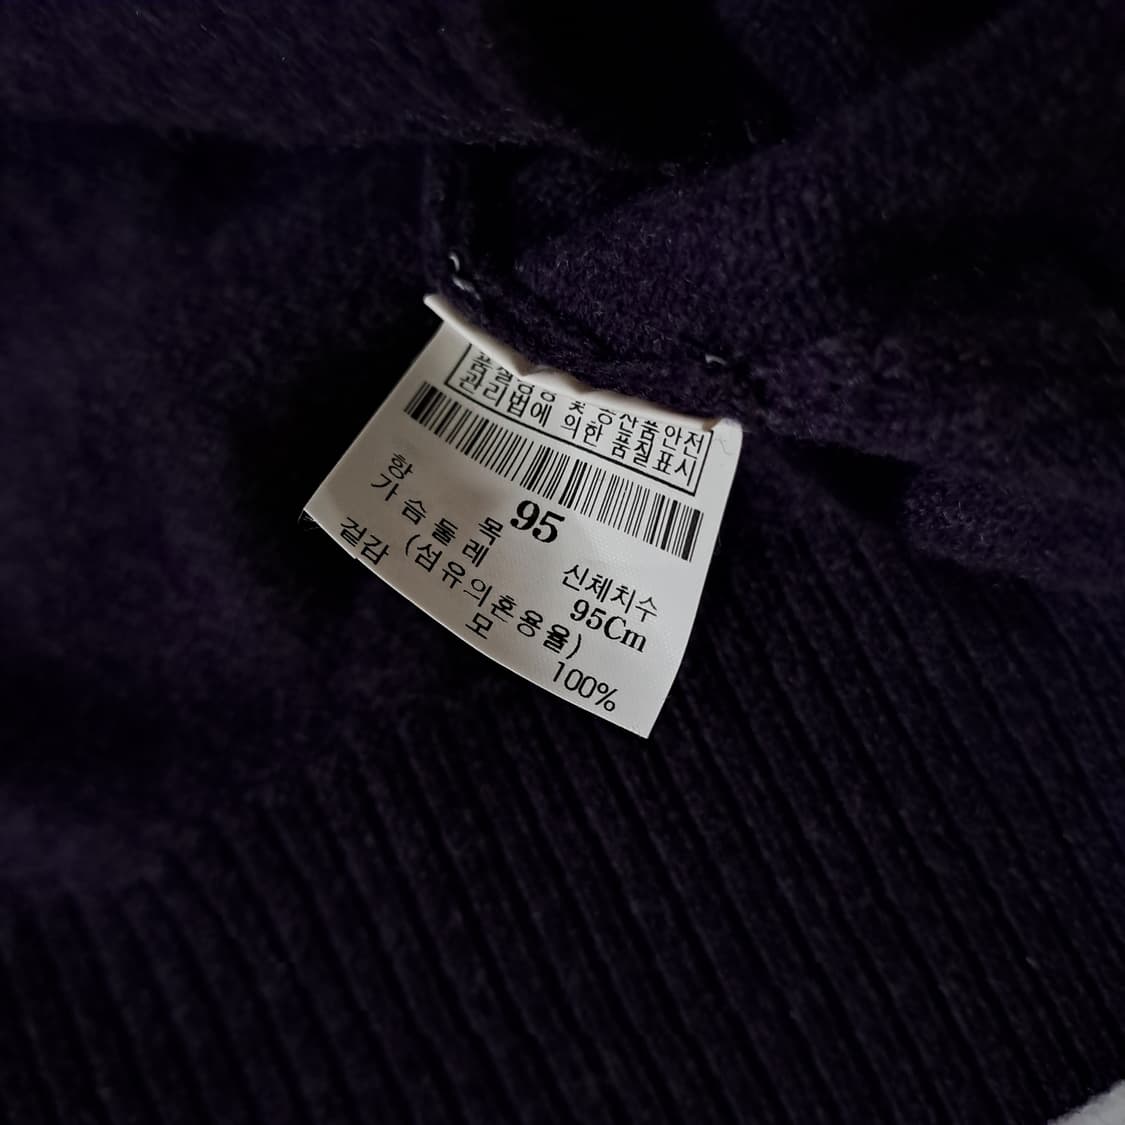 품질경영 및 공산품안전
관리법에 의한 품질표시
95
항 목 신체치수
가슴둘레 95Cm
겉감 (섬유의혼용율)
모 100%